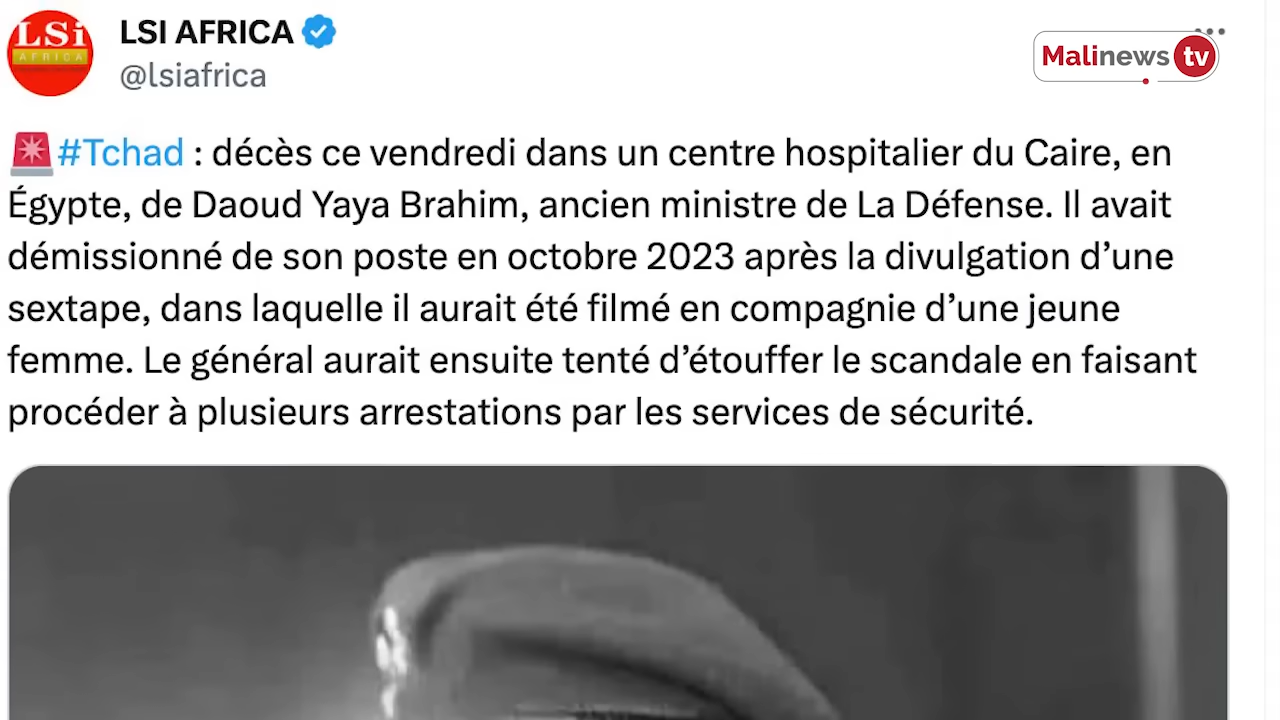 LSi
AFRICA
LSI AFRICA
@lsiafrica
Malinews tv
🚨#Tchad : décès ce vendredi dans un centre hospitalier du Caire, en
Égypte, de Daoud Yaya Brahim, ancien ministre de La Défense. Il avait
démissionné de son poste en octobre 2023 après la divulgation d’une
sextape, dans laquelle il aurait été filmé en compagnie d’une jeune
femme. Le général aurait ensuite tenté d’étouffer le scandale en faisant
procéder à plusieurs arrestations par les services de sécurité.